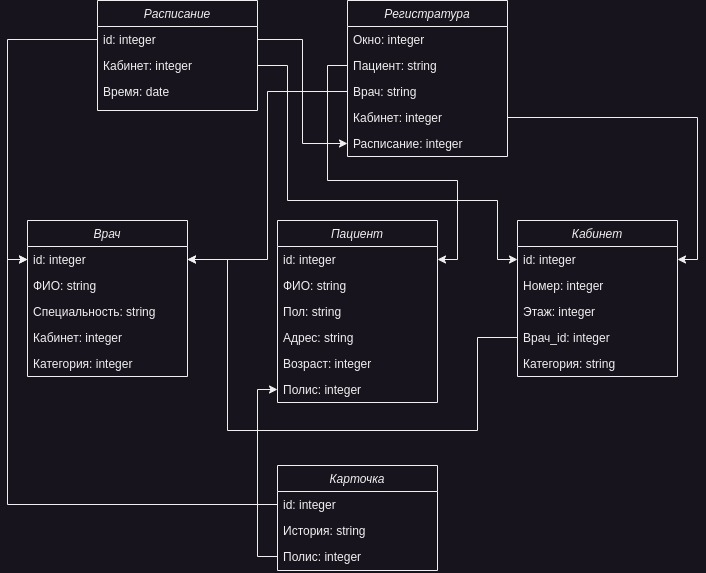 Расписание
id: integer
Кабинет: integer
Время: date
Регистратура
Окно: integer
Пациент: string
Врач: string
Кабинет: integer
Расписание: integer
Врач
id: integer
ФИО: string
Специальность: string
Кабинет: integer
Категория: integer
Пациент
id: integer
ФИО: string
Пол: string
Адрес: string
Возраст: integer
Полис: integer
Кабинет
id: integer
Номер: integer
Этаж: integer
Врач_id: integer
Категория: string
Карточка
id: integer
История: string
Полис: integer